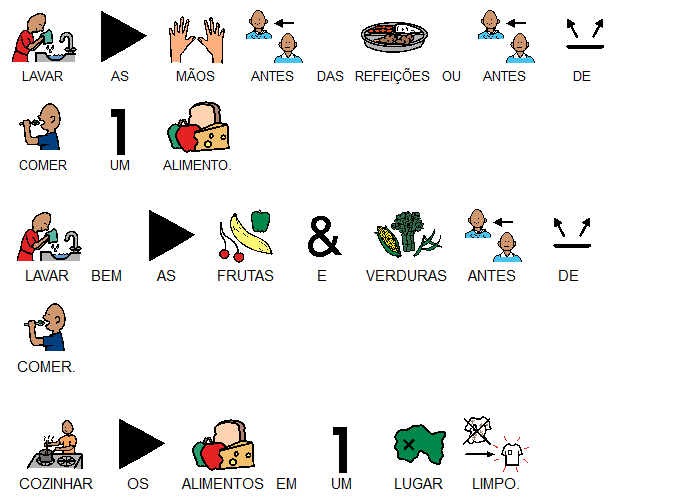 LAVAR AS MÃOS ANTES DAS REFEIÇÕES OU ANTES DE
COMER UM ALIMENTO.
LAVAR BEM AS FRUTAS E VERDURAS ANTES DE
COMER.
COZINHAR OS ALIMENTOS EM UM LUGAR LIMPO.